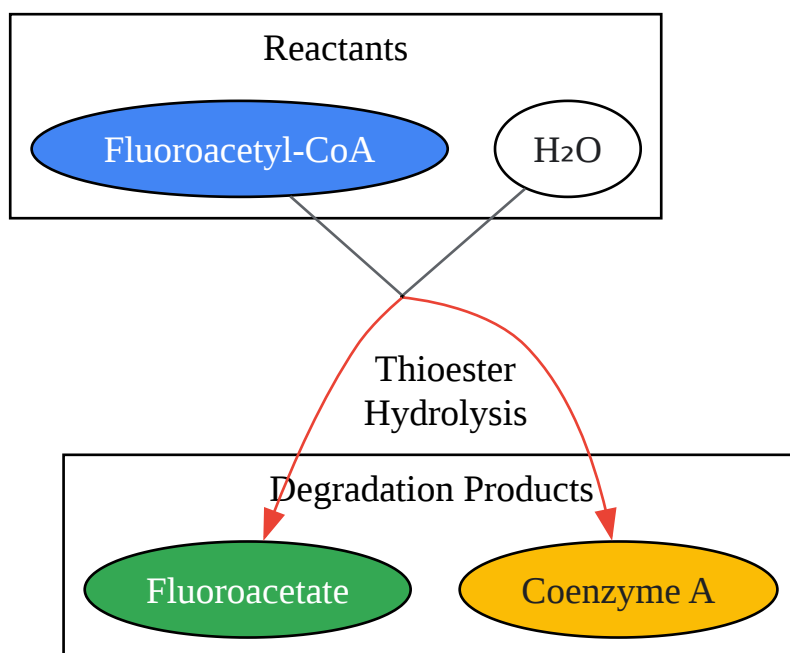 Reactants
Fluoroacetyl-CoA
H₂O
Thioester
Hydrolysis
Degradation Products
Fluoroacetate
Coenzyme A